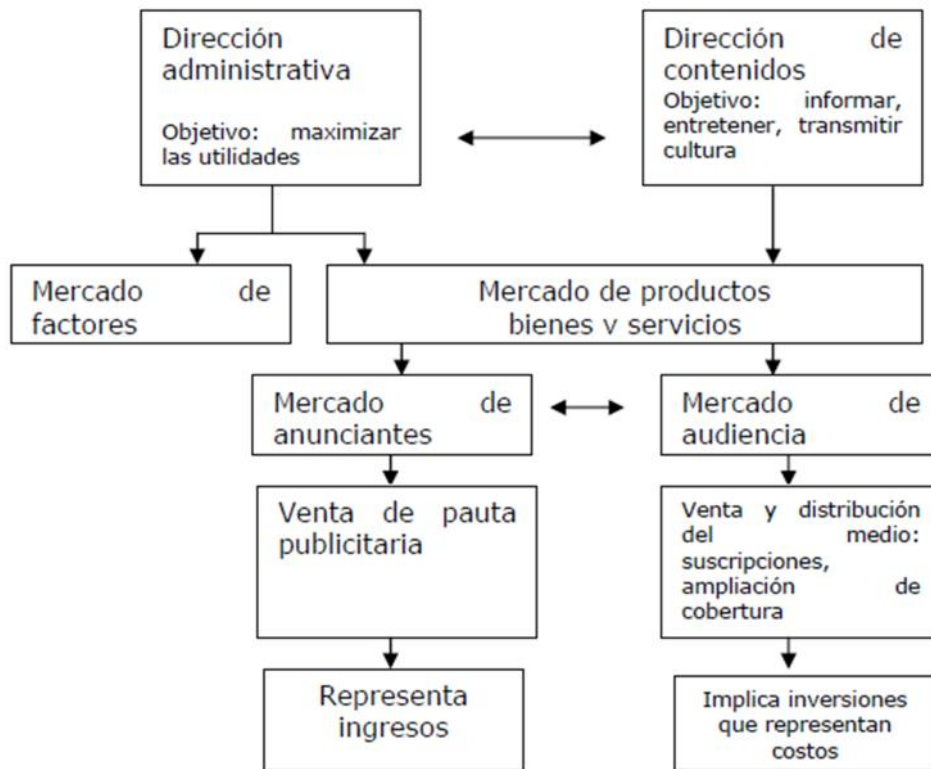 Dirección
administrativa
Objetivo: maximizar
las utilidades
Dirección de
contenidos
Objetivo: informar,
entretener, transmitir
cultura
Mercado de
factores
Mercado de productos
bienes v servicios
Mercado de
anunciantes
Mercado de
audiencia
Venta de pauta
publicitaria
Venta y distribución
del medio:
suscripciones,
ampliación de
cobertura
Representa
ingresos
Implica inversiones
que representan
costos